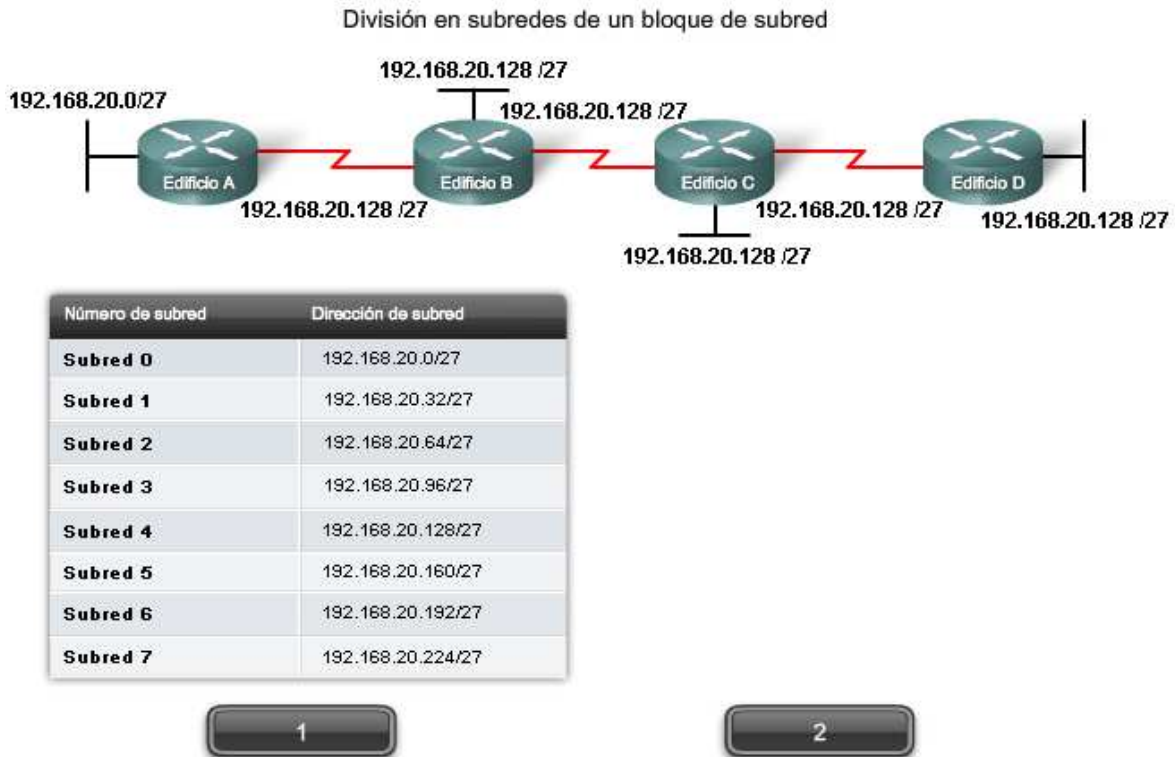 División en subredes de un bloque de subred
192.168.20.128 /27
192.168.20.0/27
192.168.20.128 /27
Edificio A
Edificio B
Edificio C
Edificio D
192.168.20.128 /27
192.168.20.128 /27
192.168.20.128 /27
192.168.20.128 /27
Número de subred Dirección de subred
Subred 0 192.168.20.0/27
Subred 1 192.168.20.32/27
Subred 2 192.168.20.64/27
Subred 3 192.168.20.96/27
Subred 4 192.168.20.128/27
Subred 5 192.168.20.160/27
Subred 6 192.168.20.192/27
Subred 7 192.168.20.224/27
1
2